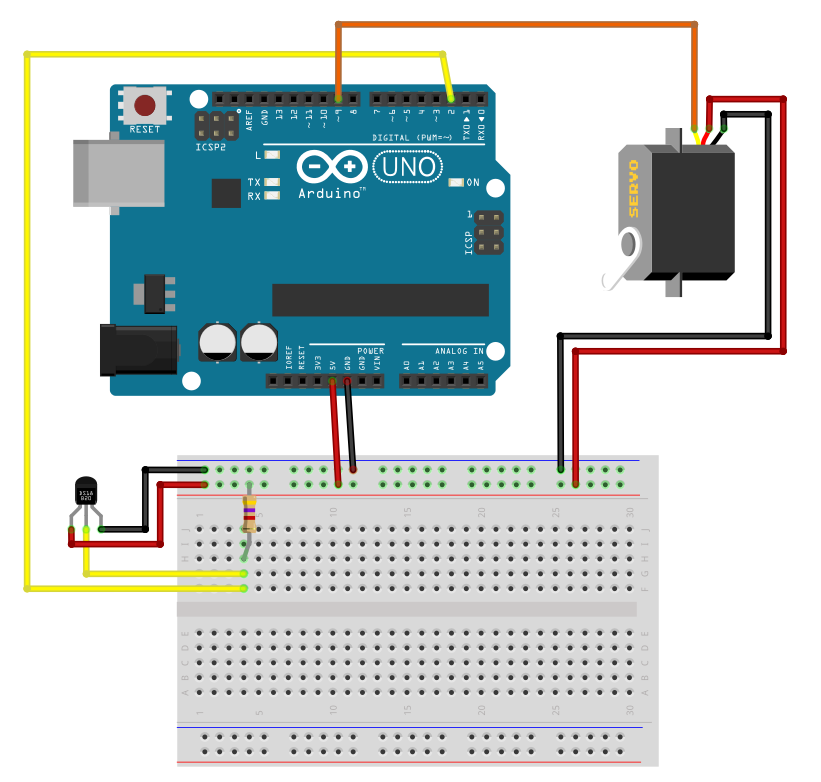 RESET
ICSP2
AREF
GND
13
12
~11
~10
~9
8
7
~6
~5
4
~3
2
TX0▶1
RX0◀0
DIGITAL (PWM=~)
L
TX
RX
UNO
Arduino™
ON
1
ICSP
SERVO
POWER
ANALOG IN
IOREF
RESET
3V3
5V
GND
GND
VIN
A0
A1
A2
A3
A4
A5
1
5
10
15
20
25
30
J
I
H
G
F
J
I
H
G
F
E
D
C
B
A
E
D
C
B
A
1
5
10
15
20
25
30